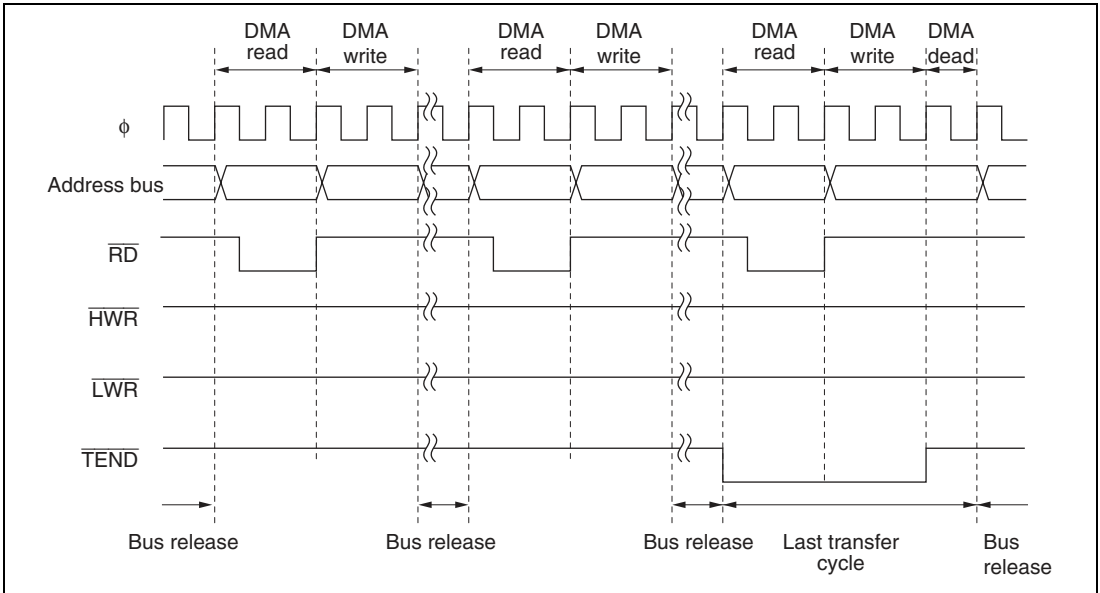 DMA read
DMA write
DMA read
DMA write
DMA read
DMA write
DMA dead
ϕ
Address bus
RD
HWR
LWR
TEND
Bus release
Bus release
Bus release
Last transfer cycle
Bus release